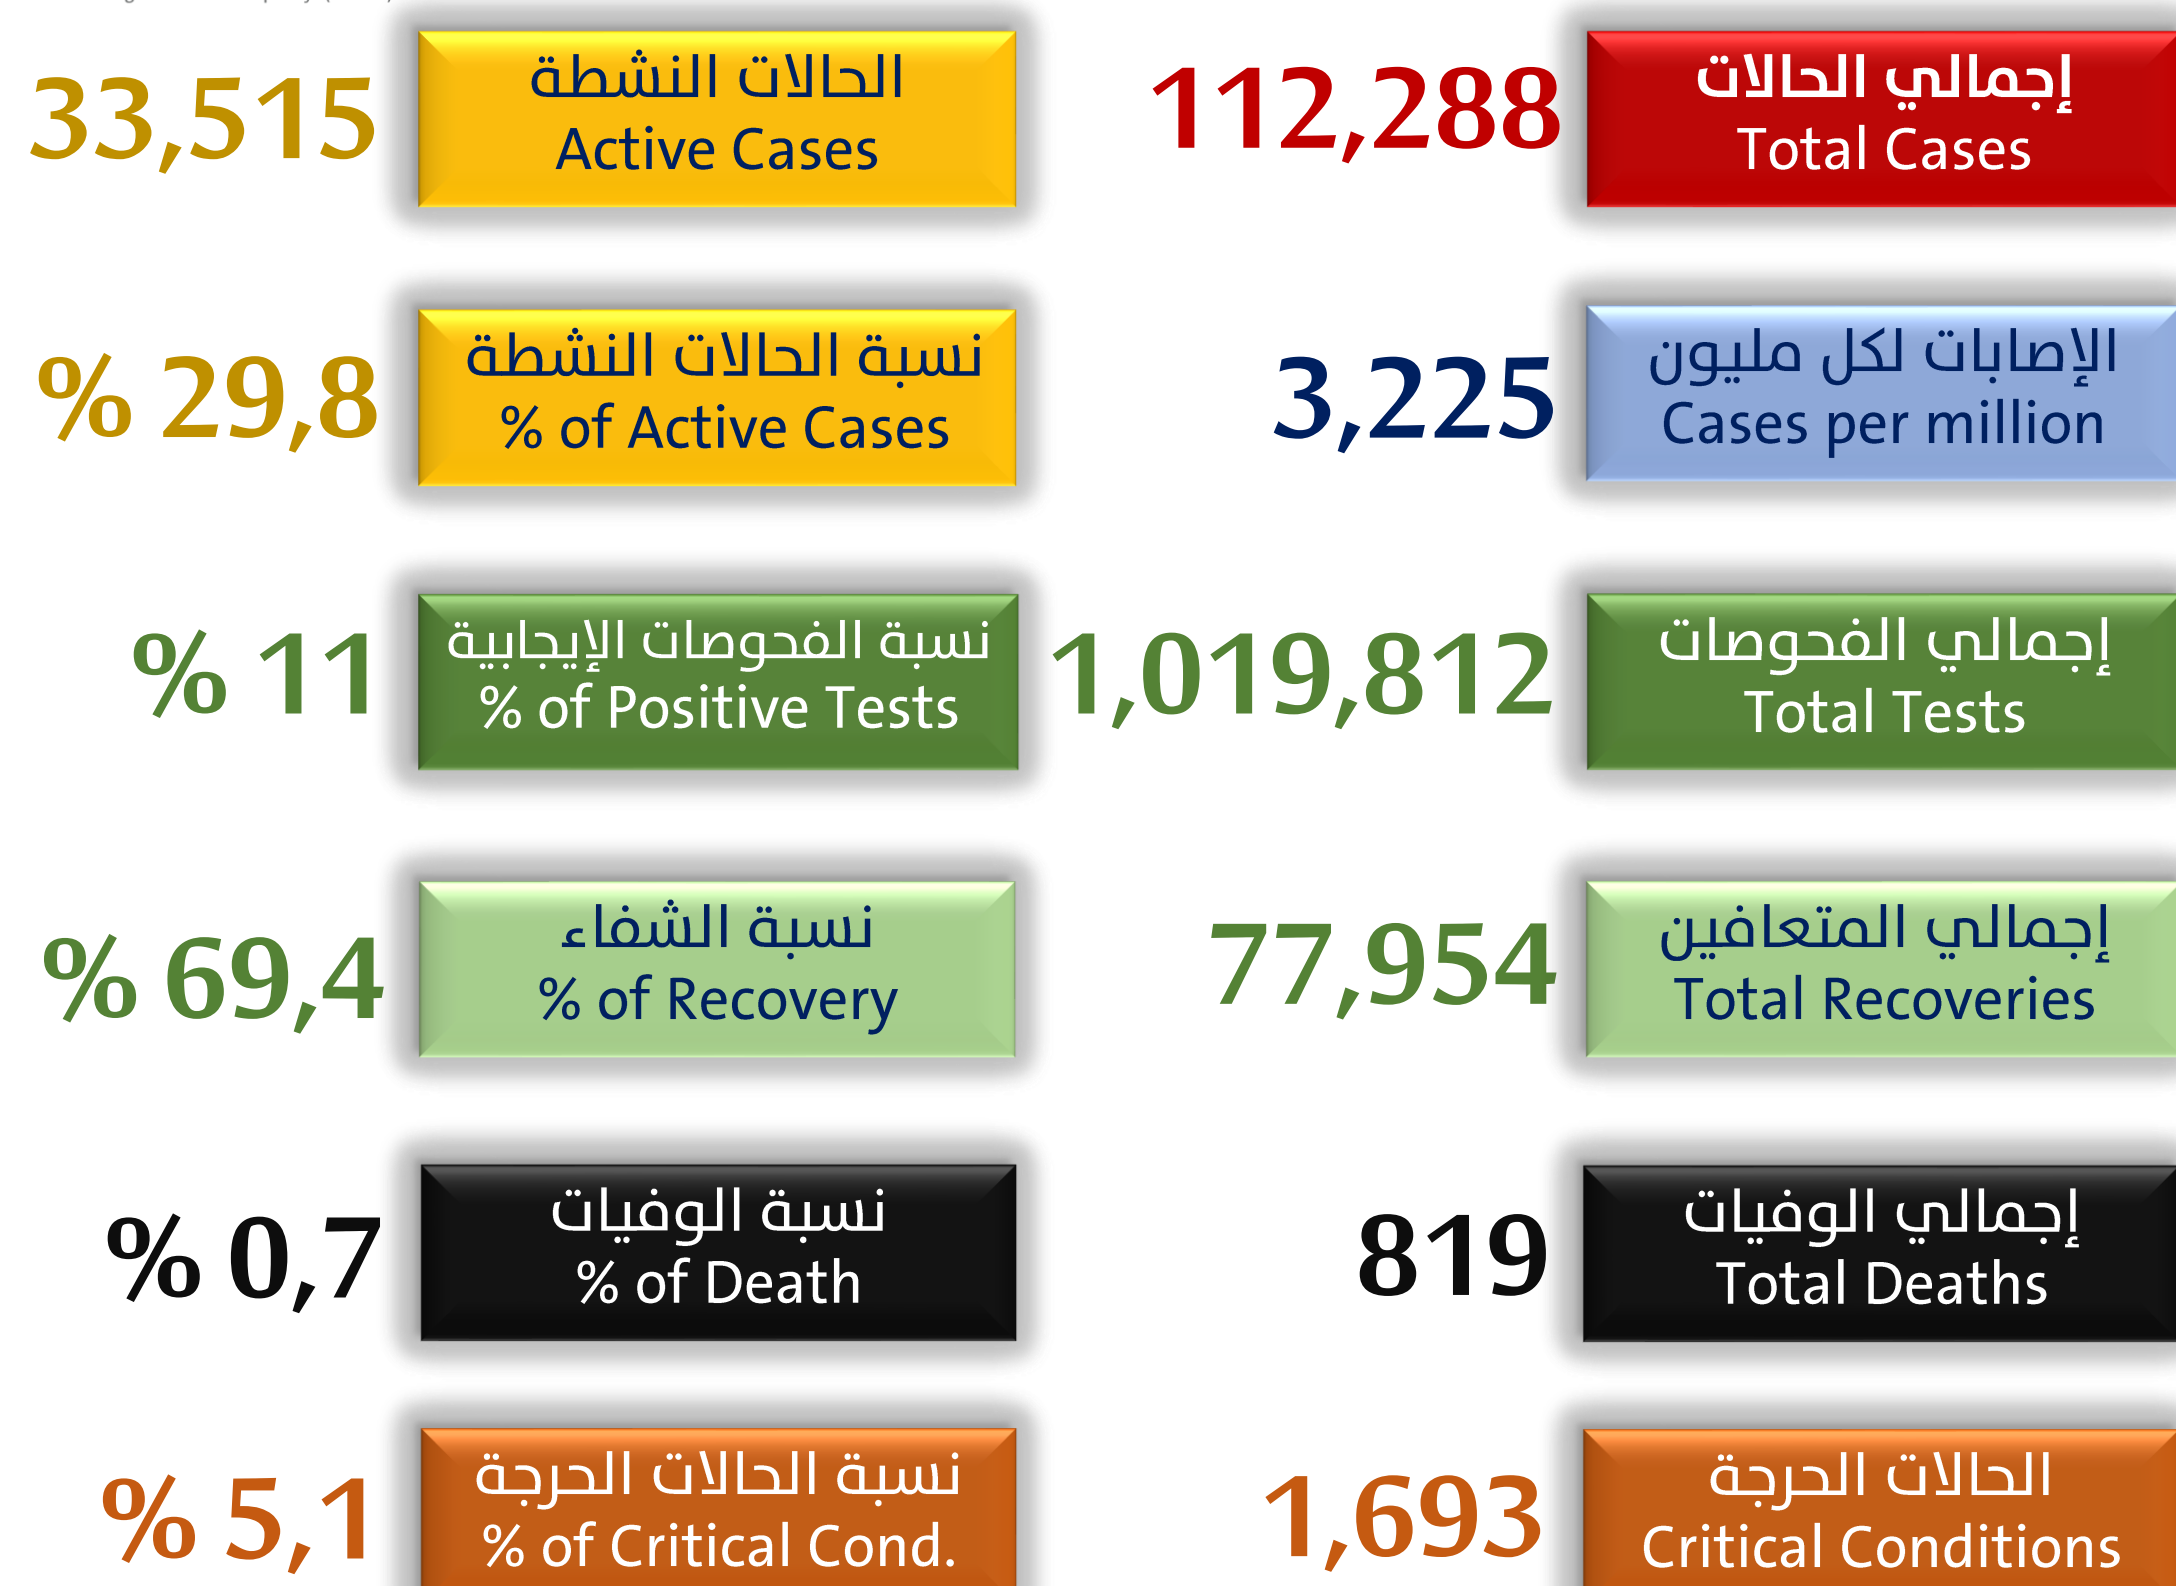 إجمالي الحالات
Total Cases
112,288
الحالات النشطة
Active Cases
33,515
الإصابات لكل مليون
Cases per million
3,225
نسبة الحالات النشطة
% of Active Cases
% 29,8
إجمالي الفحوصات
Total Tests
1,019,812
نسبة الفحوصات الإيجابية
% of Positive Tests
% 11
إجمالي المتعافين
Total Recoveries
77,954
نسبة الشفاء
% of Recovery
% 69,4
إجمالي الوفيات
Total Deaths
819
نسبة الوفيات
% of Death
% 0,7
الحالات الحرجة
Critical Conditions
1,693
نسبة الحالات الحرجة
% of Critical Cond.
% 5,1